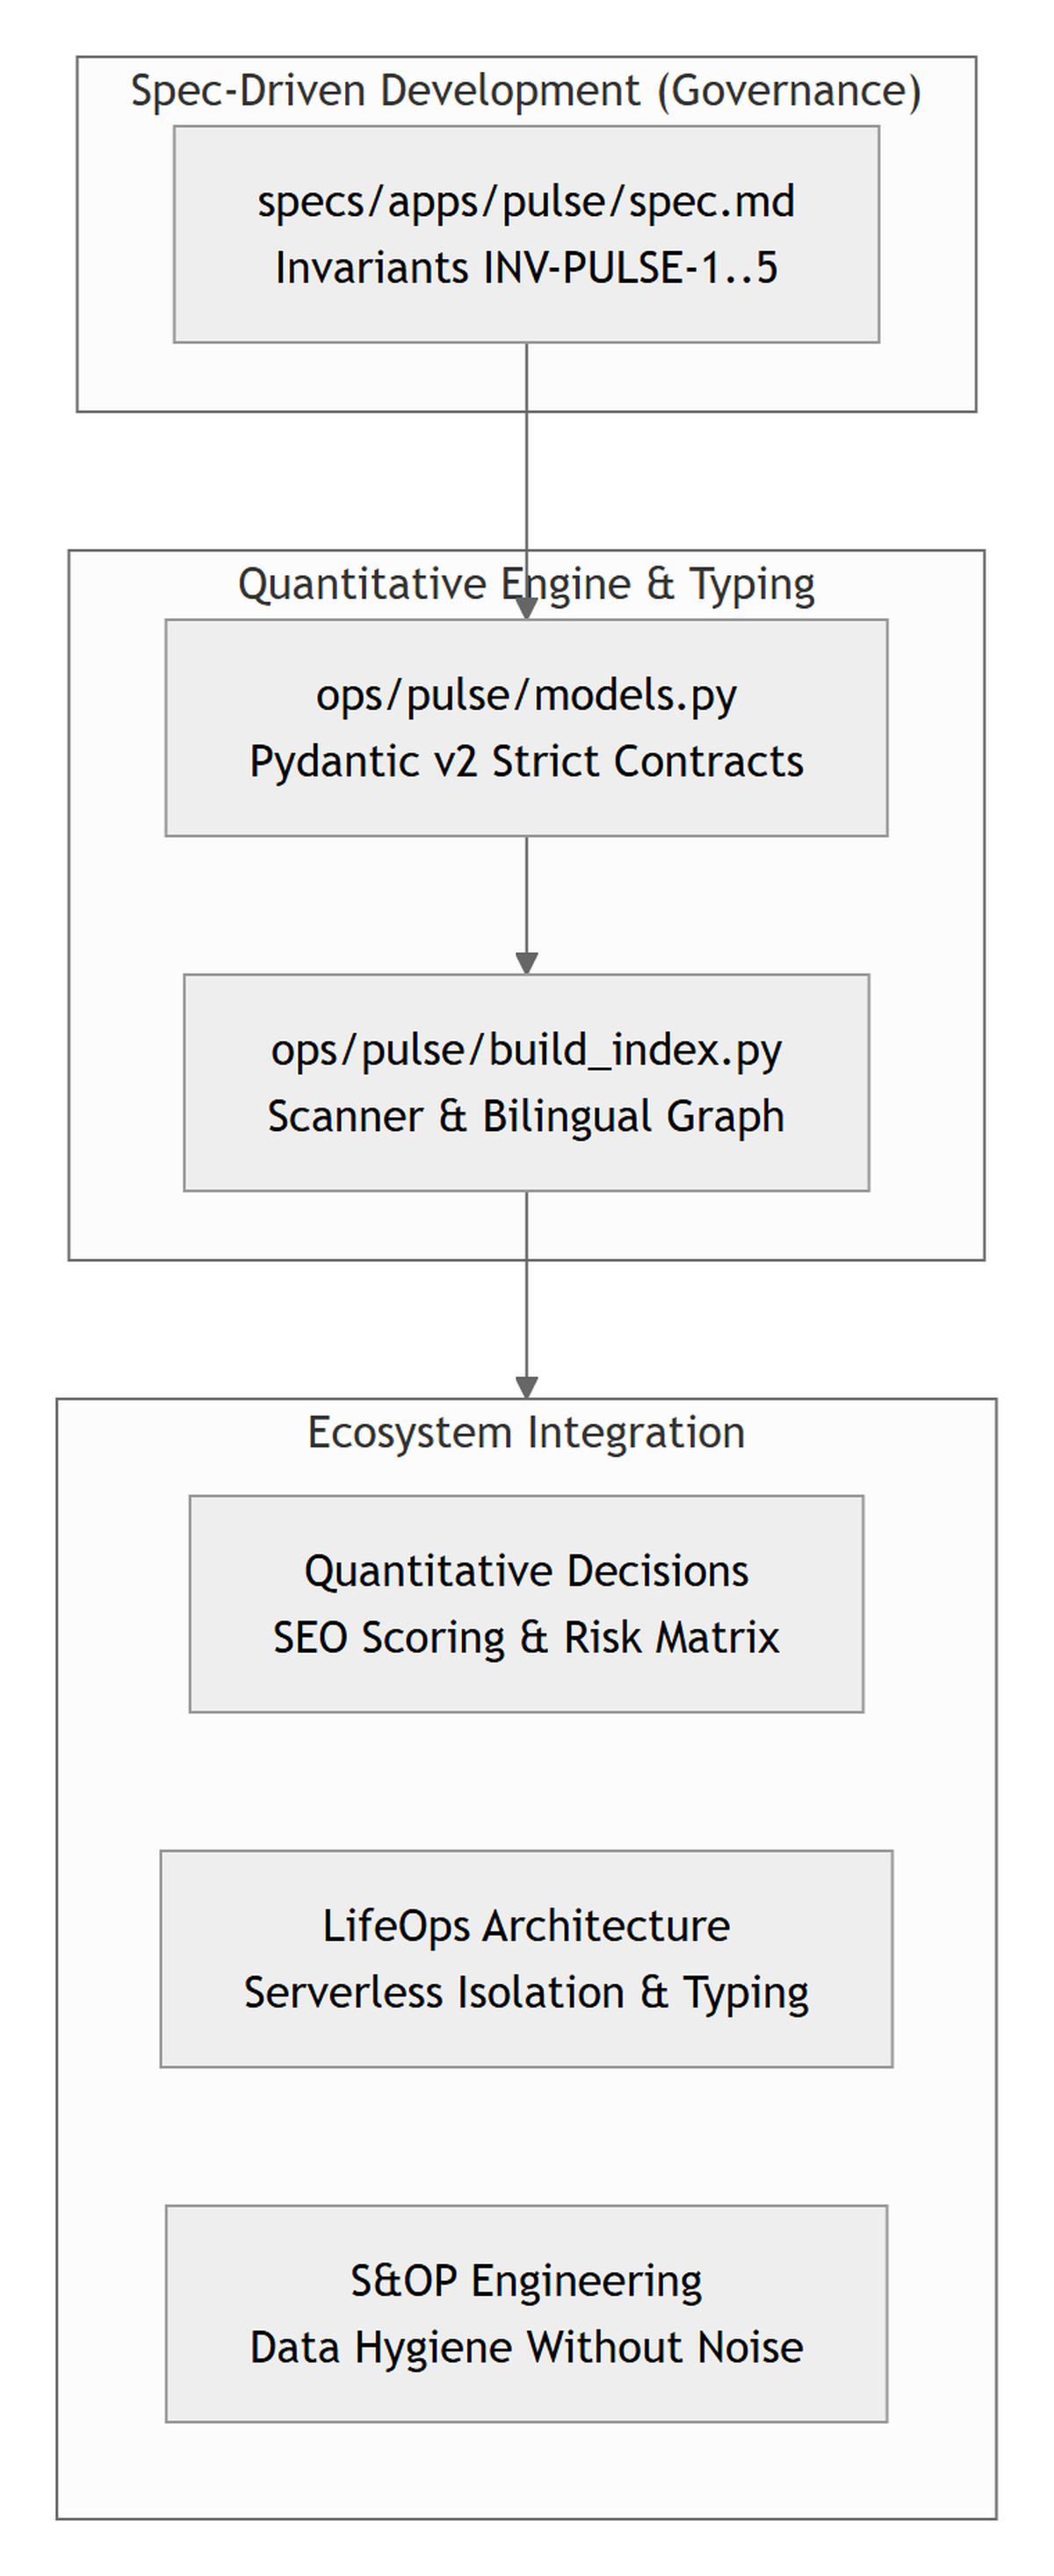 Spec-Driven Development (Governance)
specs/apps/pulse/spec.md
Invariants INV-PULSE-1..5
Quantitative Engine & Typing
ops/pulse/models.py
Pydantic v2 Strict Contracts
ops/pulse/build_index.py
Scanner & Bilingual Graph
Ecosystem Integration
Quantitative Decisions
SEO Scoring & Risk Matrix
LifeOps Architecture
Serverless Isolation & Typing
S&OP Engineering
Data Hygiene Without Noise